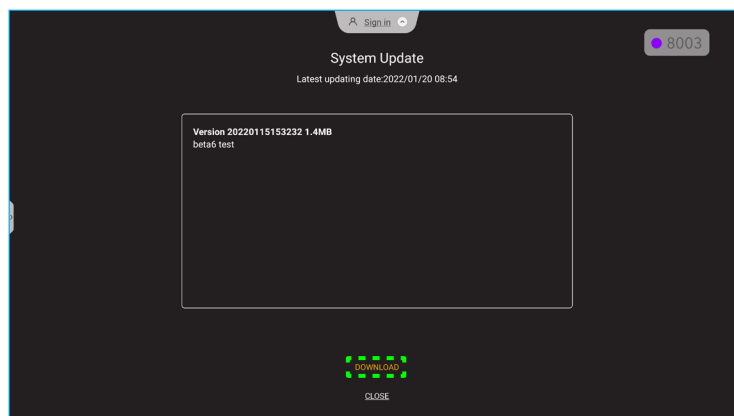 Sign in
8003
System Update
Latest updating date:2022/01/20 08:54
Version 20220115153232 1.4MB
beta6 test
DOWNLOAD
CLOSE